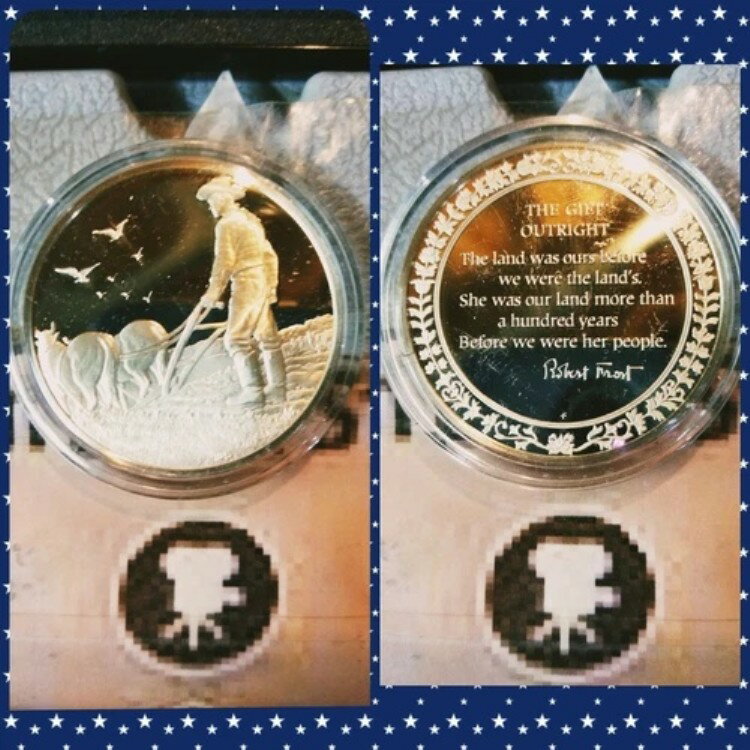 THE GIFT
OUTRIGHT
The land was ours before
we were the land's.
She was our land more than
a hundred years
Before we were her people.
Robert Frost